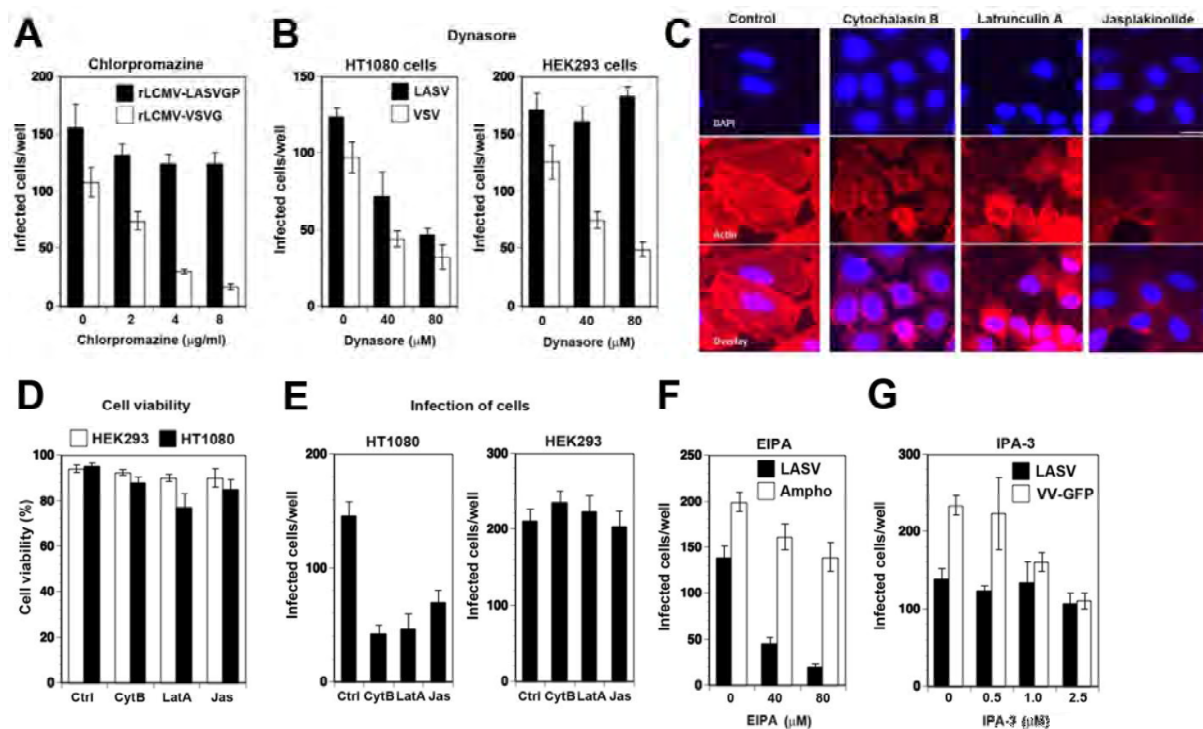 A
Chlorpromazine
rLCMV-LASVGP
rLCMV-VSVG
Infected cells/well
200
150
100
50
0
0 2 4 8
Chlorpromazine (µg/ml)
B
Dynasore
HT1080 cells
LASV
VSV
Infected cells/well
150
100
50
0
0 40 80
Dynasore (µM)
HEK293 cells
Infected cells/well
200
150
100
50
0
0 40 80
Dynasore (µM)
C
Control Cytochalasin B Latrunculin A Jasplakinolide
DAPI
Actin
Overlay
D
Cell viability
HEK293 HT1080
Cell viability (%)
100
80
60
40
20
0
Ctrl CytB LatA Jas
E
Infection of cells
HT1080
Infected cells/well
200
100
0
Ctrl CytB LatA Jas
HEK293
Infected cells/well
300
200
100
0
Ctrl CytB LatA Jas
F
EIPA
LASV
Ampho
Infected cells/well
250
200
150
100
50
0
0 40 80
EIPA (µM)
G
IPA-3
LASV
VV-GFP
Infected cells/well
300
200
100
0
0 0.5 1.0 2.5
IPA-3 (µM)